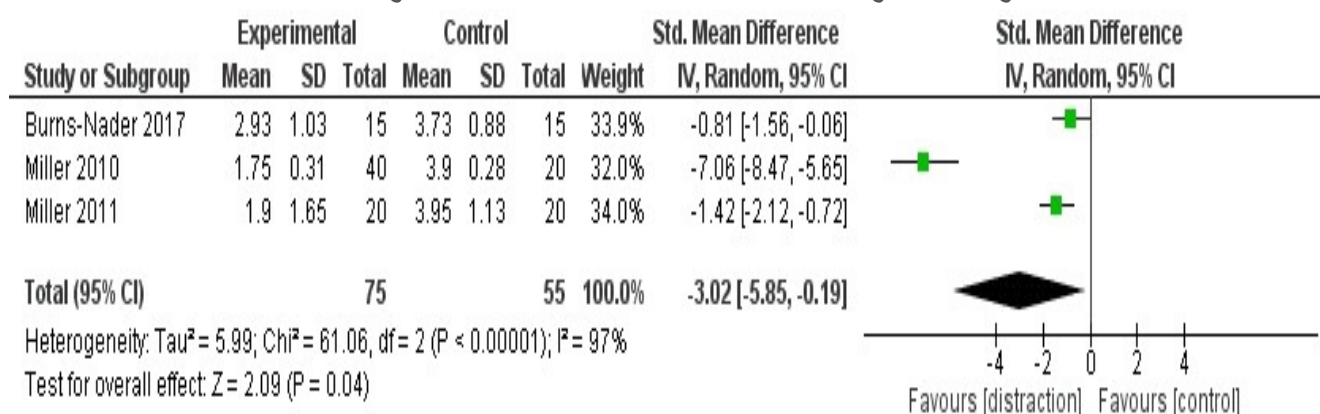 Experimental Control Std. Mean Difference Std. Mean Difference
Study or Subgroup Mean SD Total Mean SD Total Weight IV, Random, 95% CI IV, Random, 95% CI
Burns-Nader 2017 2.93 1.03 15 3.73 0.88 15 33.9% -0.81 [-1.56, -0.06]
Miller 2010 1.75 0.31 40 3.9 0.28 20 32.0% -7.06 [-8.47, -5.65]
Miller 2011 1.9 1.65 20 3.95 1.13 20 34.0% -1.42 [-2.12, -0.72]
Total (95% CI) 75 55 100.0% -3.02 [-5.85, -0.19]
Heterogeneity: Tau² = 5.99; Chi² = 61.06, df = 2 (P < 0.00001); I² = 97%
Test for overall effect: Z = 2.09 (P = 0.04)
-4 -2 0 2 4
Favours [distraction] Favours [control]